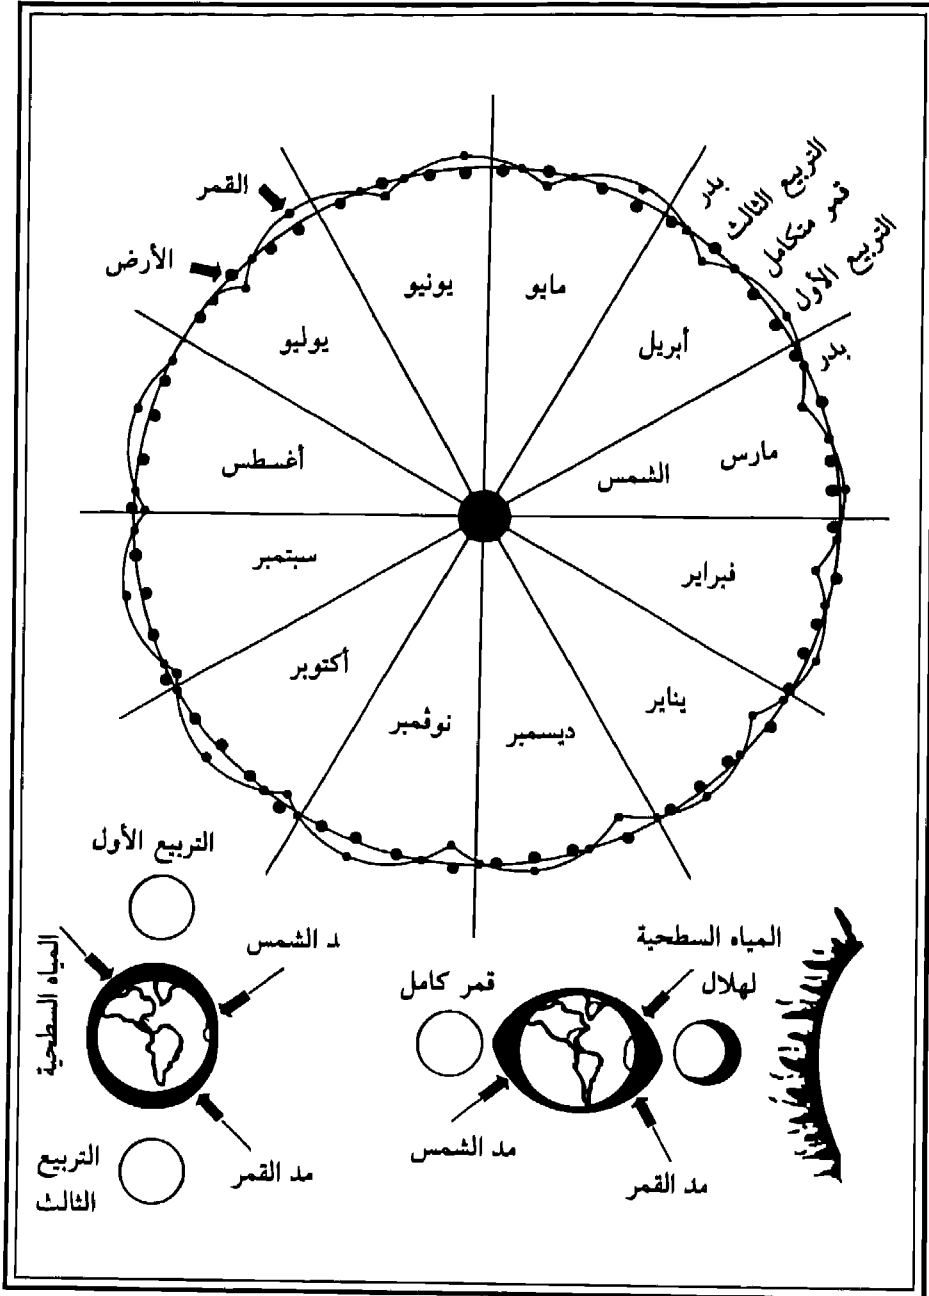 التربيع الثالث
بدر
قمر متكامل
التربيع الأول
بدر
القمر
الأرض
مايو
يونيو
أبريل
يوليو
مارس
الشمس
أغسطس
سبتمبر
فبراير
أكتوبر
يناير
نوڤمبر
ديسمبر
التربيع الأول
المياه السطحية
د الشمس
مد القمر
التربيع
الثالث
المياه السطحية
لهلال
قمر كامل
مد الشمس
مد القمر